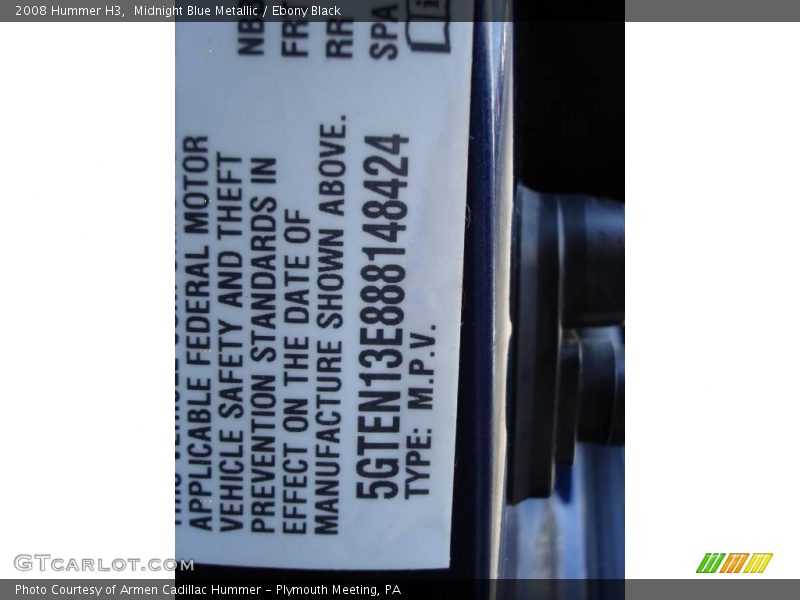 2008 Hummer H3,  Midnight Blue Metallic / Ebony Black
APPLICABLE FEDERAL MOTOR
VEHICLE SAFETY AND THEFT
PREVENTION STANDARDS IN
EFFECT ON THE DATE OF
MANUFACTURE SHOWN ABOVE.
5GTEN13E888148424
TYPE: M.P.V.
FR
RR
SPA
GTCARLOT.COM
Photo Courtesy of Armen Cadillac Hummer - Plymouth Meeting, PA